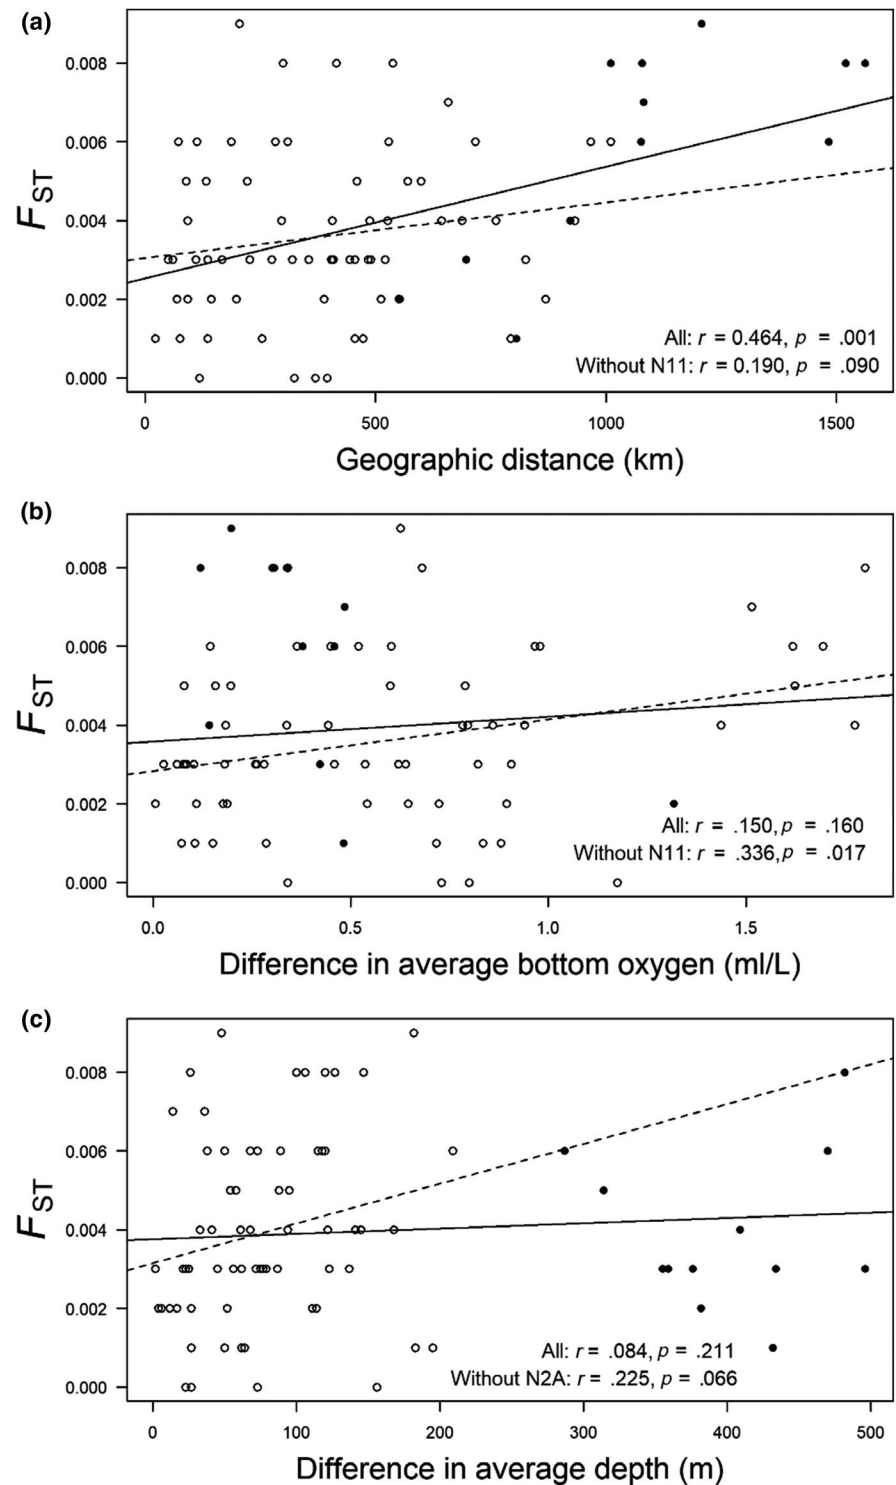 (a)
0.008
0.006
0.004
0.002
0.000
FST
All: r = 0.464, p = .001
Without N11: r = 0.190, p = .090
0 500 1000 1500
Geographic distance (km)
(b)
0.008
0.006
0.004
0.002
0.000
FST
All: r = .150, p = .160
Without N11: r = .336, p = .017
0.0 0.5 1.0 1.5
Difference in average bottom oxygen (ml/L)
(c)
0.008
0.006
0.004
0.002
0.000
FST
All: r = .084, p = .211
Without N2A: r = .225, p = .066
0 100 200 300 400 500
Difference in average depth (m)